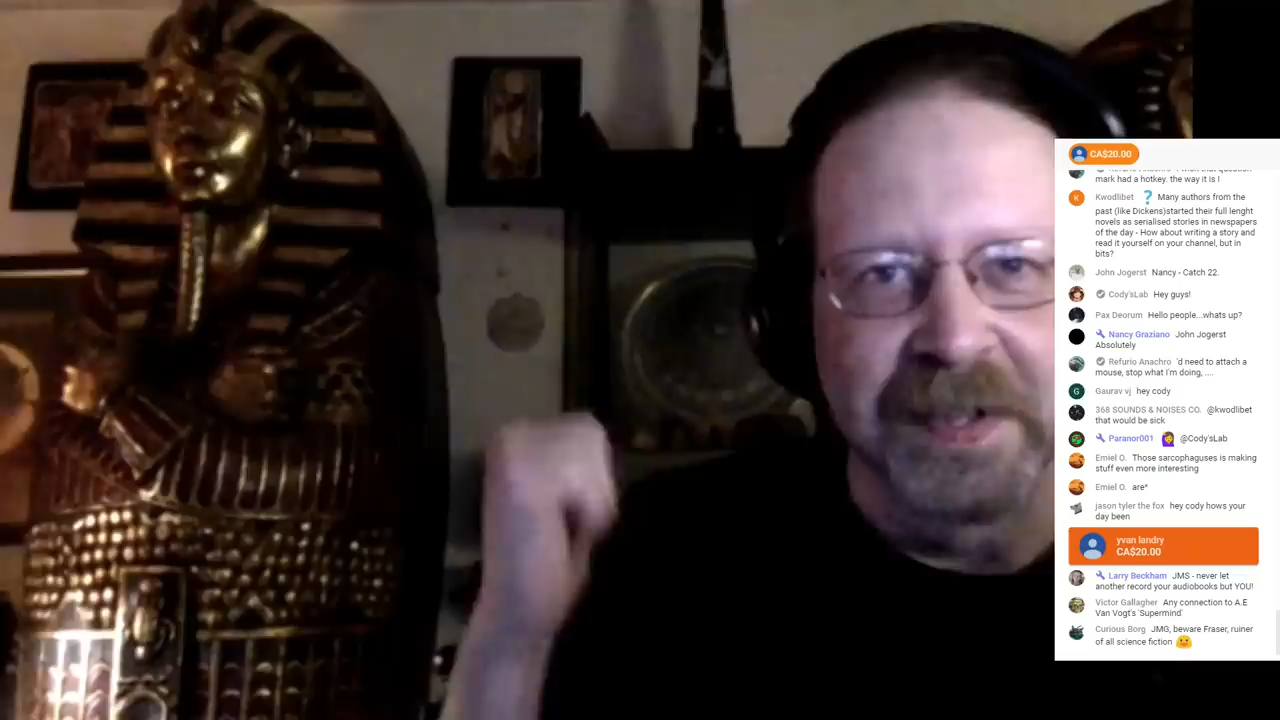 CA$20.00
mark had a hotkey. the way it is I
Kwodlibet ❓ Many authors from the
past (like Dickens)started their full lenght
novels as serialised stories in newspapers
of the day - How about writing a story and
read it yourself on your channel, but in
bits?
John Jogerst Nancy - Catch 22.
Cody'sLab Hey guys!
Pax Deorum Hello people...whats up?
Nancy Graziano John Jogerst
Absolutely
Refurio Anachro 'd need to attach a
mouse, stop what I'm doing, ....
G Gaurav vj hey cody
368 SOUNDS & NOISES CO. @kwodlibet
that would be sick
Paranor001 🙋‍♀️ @Cody'sLab
Emiel O. Those sarcophaguses is making
stuff even more interesting
Emiel O. are*
jason tyler the fox hey cody hows your
day been
yvan landry
CA$20.00
Larry Beckham JMS - never let
another record your audiobooks but YOU!
Victor Gallagher Any connection to A.E
Van Vogt's 'Supermind'
Curious Borg JMG, beware Fraser, ruiner
of all science fiction 😛